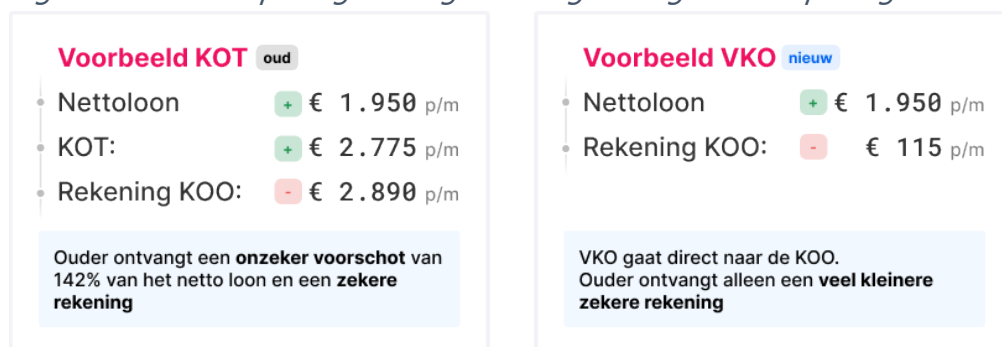 Voorbeeld KOT oud
Nettoloon + € 1.950 p/m
KOT: + € 2.775 p/m
Rekening KOO: - € 2.890 p/m
Ouder ontvangt een onzeker voorschot van
142% van het netto loon en een zekere
rekening
Voorbeeld VKO nieuw
Nettoloon + € 1.950 p/m
Rekening KOO: - € 115 p/m
VKO gaat direct naar de KOO.
Ouder ontvangt alleen een veel kleinere
zekere rekening